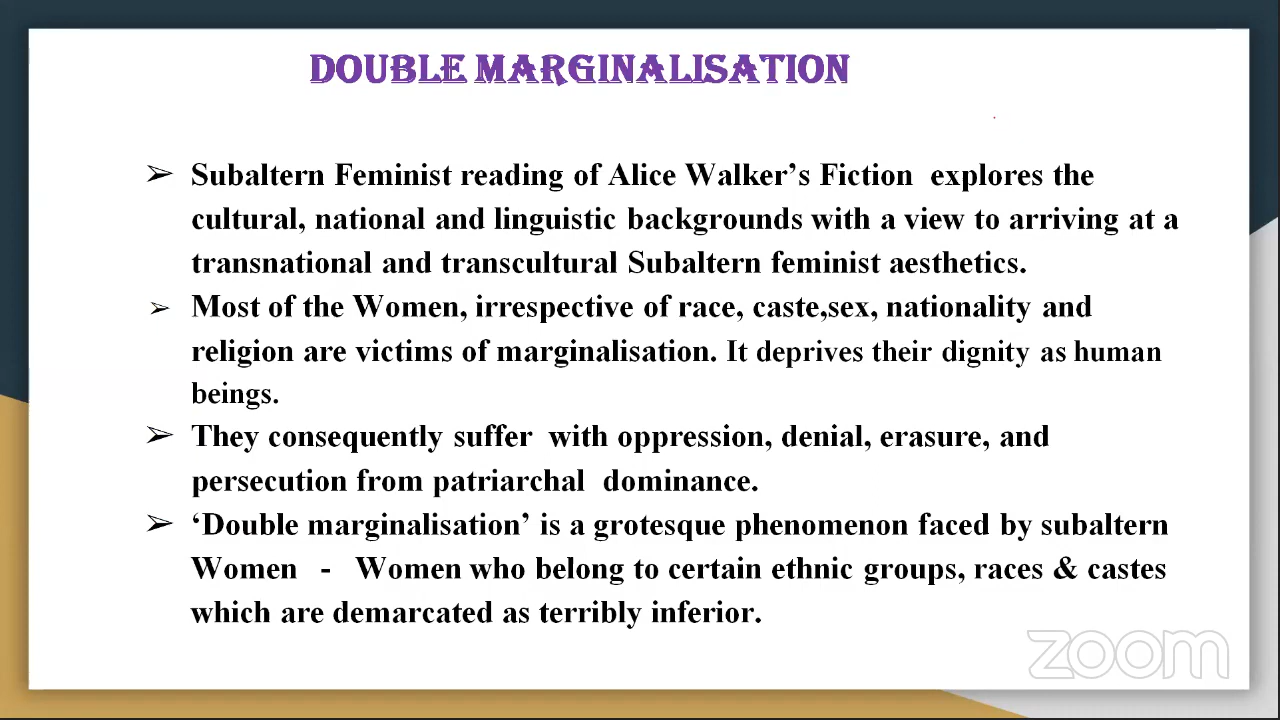 DOUBLE MARGINALISATION
➢ Subaltern Feminist reading of Alice Walker’s Fiction explores the
cultural, national and linguistic backgrounds with a view to arriving at a
transnational and transcultural Subaltern feminist aesthetics.
➢ Most of the Women, irrespective of race, caste,sex, nationality and
religion are victims of marginalisation. It deprives their dignity as human
beings.
➢ They consequently suffer with oppression, denial, erasure, and
persecution from patriarchal dominance.
➢ ‘Double marginalisation’ is a grotesque phenomenon faced by subaltern
Women - Women who belong to certain ethnic groups, races & castes
which are demarcated as terribly inferior.
zoom